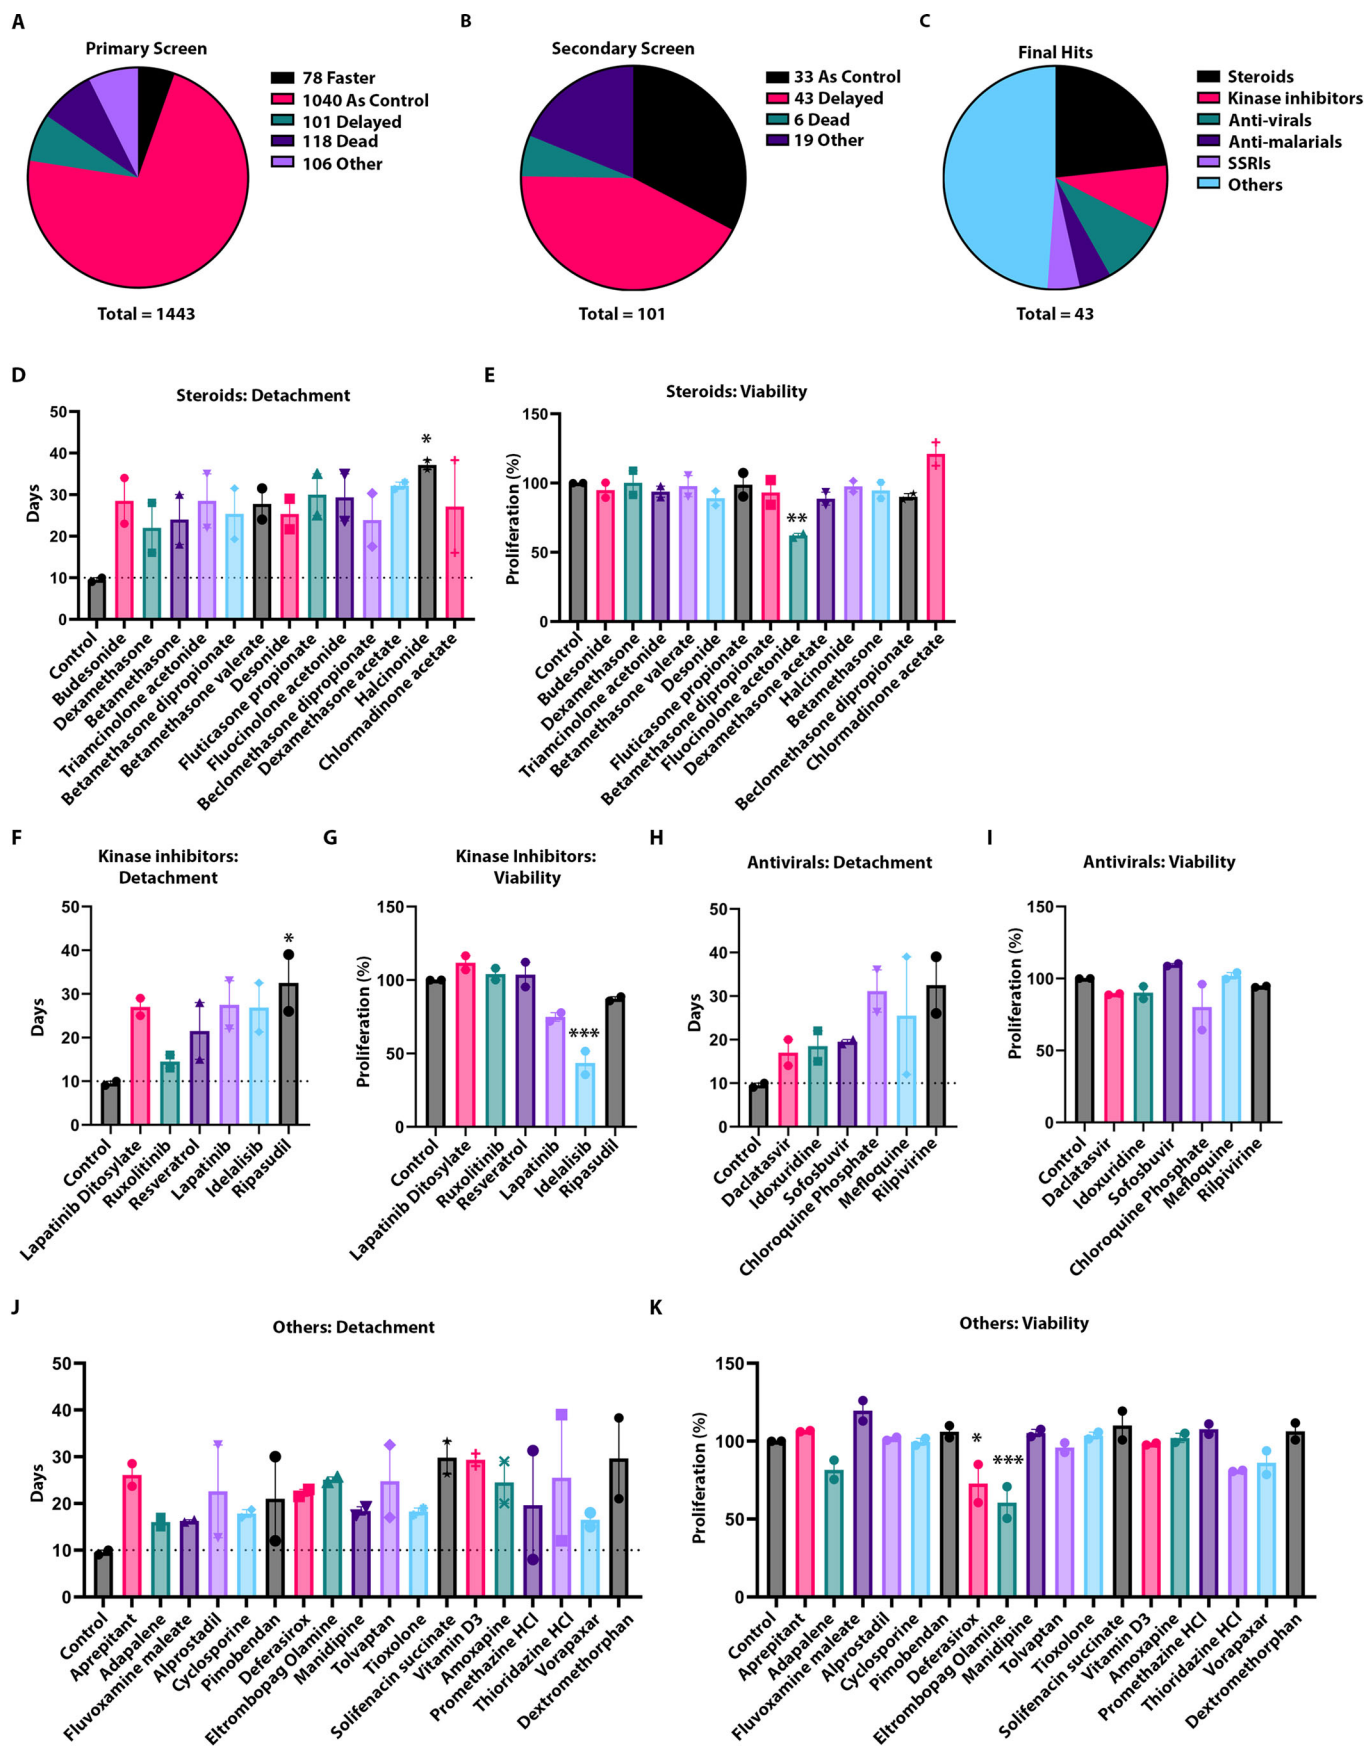 A
Primary Screen
78 Faster
1040 As Control
101 Delayed
118 Dead
106 Other
Total = 1443
B
Secondary Screen
33 As Control
43 Delayed
6 Dead
19 Other
Total = 101
C
Final Hits
Steroids
Kinase inhibitors
Anti-virals
Anti-malarials
SSRIs
Others
Total = 43
D
Steroids: Detachment
Days
50
40
30
20
10
0
*
Control
Budesonide
Dexamethasone
Betamethasone
Triamcinolone acetonide
Betamethasone dipropionate
Betamethasone valerate
Desonide
Fluticasone propionate
Fluocinolone acetonide
Beclomethasone dipropionate
Dexamethasone acetate
Halcinonide
Chlormadinone acetate
E
Steroids: Viability
Proliferation (%)
150
100
50
0
**
Control
Budesonide
Dexamethasone
Triamcinolone acetonide
Betamethasone valerate
Desonide
Fluticasone propionate
Betamethasone dipropionate
Fluocinolone acetonide
Dexamethasone acetate
Halcinonide
Betamethasone
Beclomethasone dipropionate
Chlormadinone acetate
F
Kinase inhibitors:
Detachment
Days
50
40
30
20
10
0
*
Control
Lapatinib Ditosylate
Ruxolitinib
Resveratrol
Lapatinib
Idelalisib
Ripasudil
G
Kinase Inhibitors:
Viability
Proliferation (%)
150
100
50
0
***
Control
Lapatinib Ditosylate
Ruxolitinib
Resveratrol
Lapatinib
Idelalisib
Ripasudil
H
Antivirals: Detachment
Days
50
40
30
20
10
0
Control
Daclatasvir
Idoxuridine
Sofosbuvir
Chloroquine Phosphate
Mefloquine
Rilpivirine
I
Antivirals: Viability
Proliferation (%)
150
100
50
0
Control
Daclatasvir
Idoxuridine
Sofosbuvir
Chloroquine Phosphate
Mefloquine
Rilpivirine
J
Others: Detachment
Days
50
40
30
20
10
0
Control
Aprepitant
Adapalene
Fluvoxamine maleate
Alprostadil
Cyclosporine
Pimobendan
Deferasirox
Eltrombopag Olamine
Manidipine
Tolvaptan
Tioxolone
Solifenacin succinate
Vitamin D3
Amoxapine
Promethazine HCl
Thioridazine HCl
Vorapaxar
Dextromethorphan
K
Others: Viability
Proliferation (%)
150
100
50
0
*
***
Control
Aprepitant
Adapalene
Fluvoxamine maleate
Alprostadil
Cyclosporine
Pimobendan
Deferasirox
Eltrombopag Olamine
Manidipine
Tolvaptan
Tioxolone
Solifenacin succinate
Vitamin D3
Amoxapine
Promethazine HCl
Thioridazine HCl
Vorapaxar
Dextromethorphan